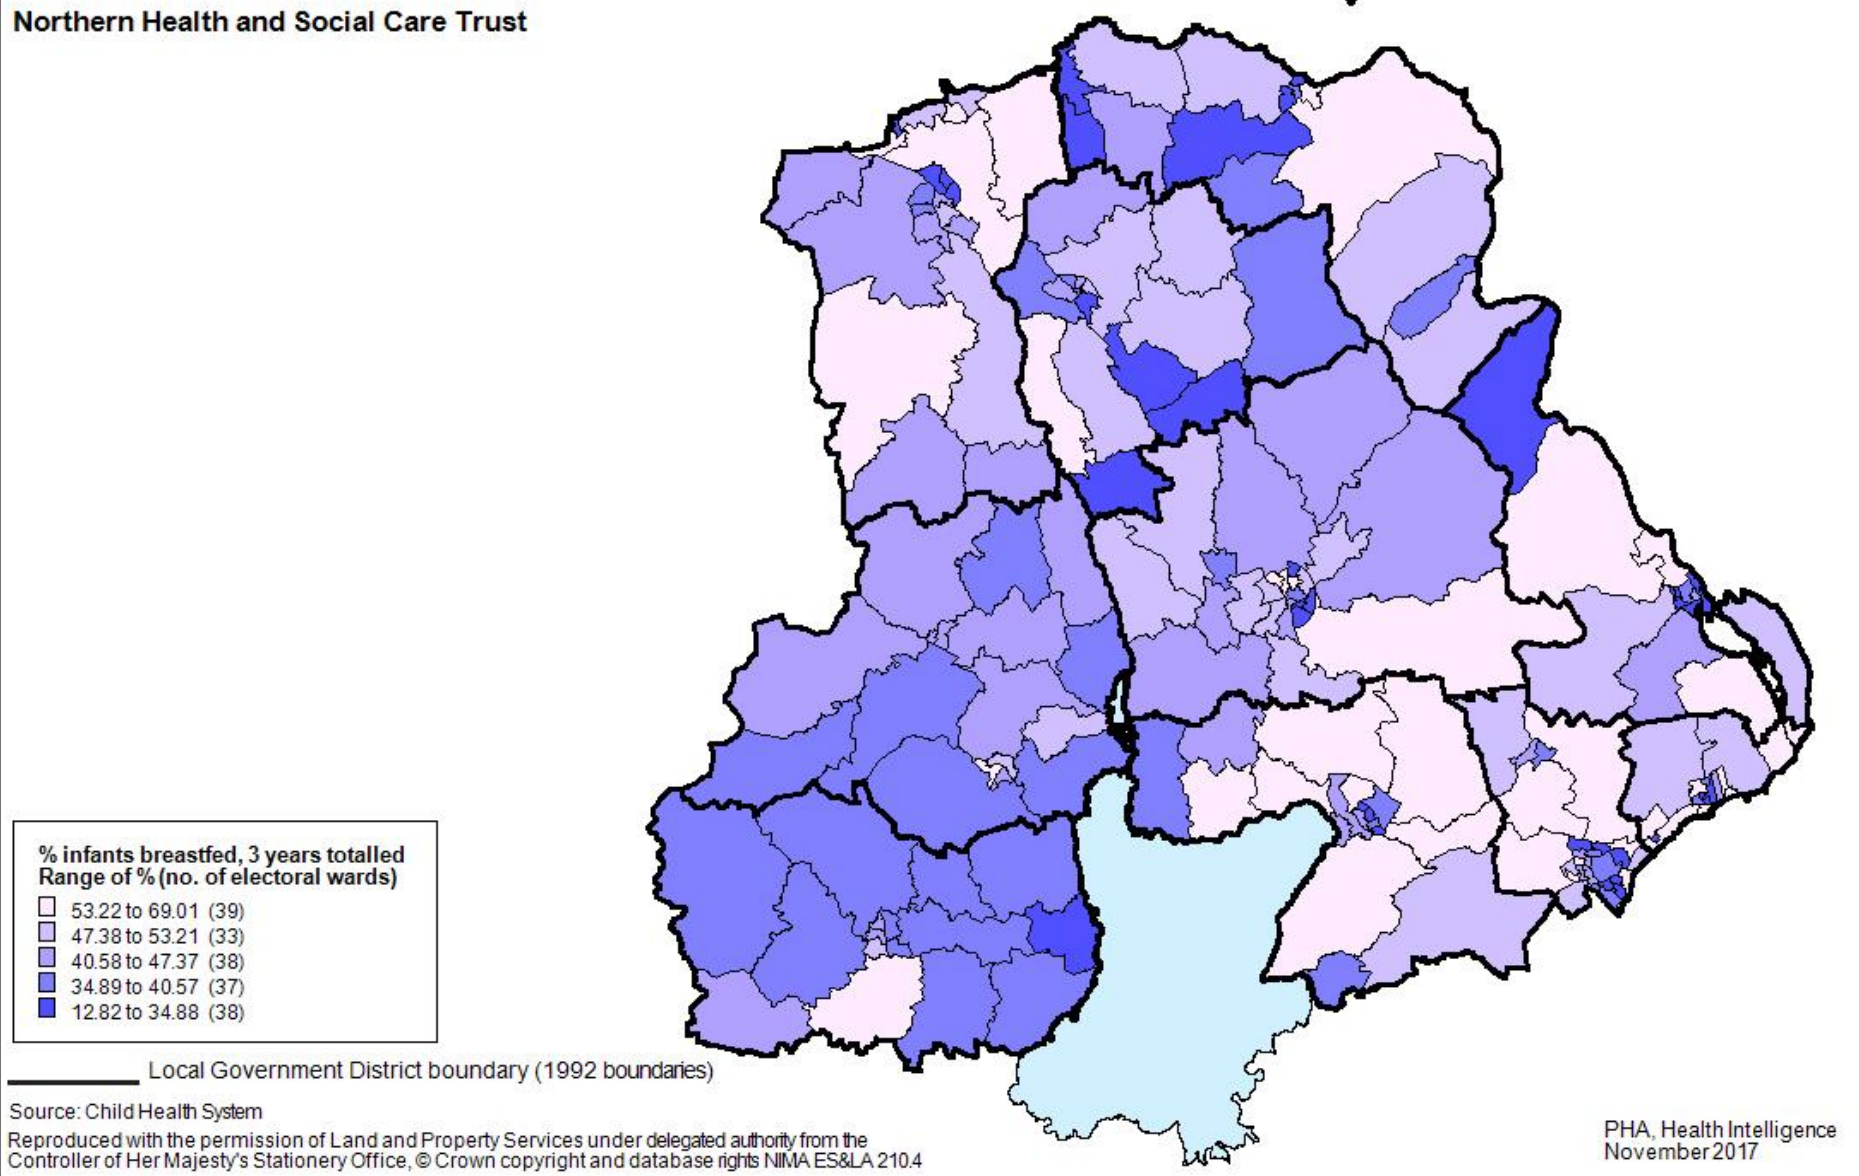 Northern Health and Social Care Trust
% infants breastfed, 3 years totalled
Range of % (no. of electoral wards)
53.22 to 69.01 (39)
47.38 to 53.21 (33)
40.58 to 47.37 (38)
34.89 to 40.57 (37)
12.82 to 34.88 (38)
Local Government District boundary (1992 boundaries)
Source: Child Health System
Reproduced with the permission of Land and Property Services under delegated authority from the
Controller of Her Majesty's Stationery Office, © Crown copyright and database rights NIMA ES&LA 210.4
PHA, Health Intelligence
November 2017